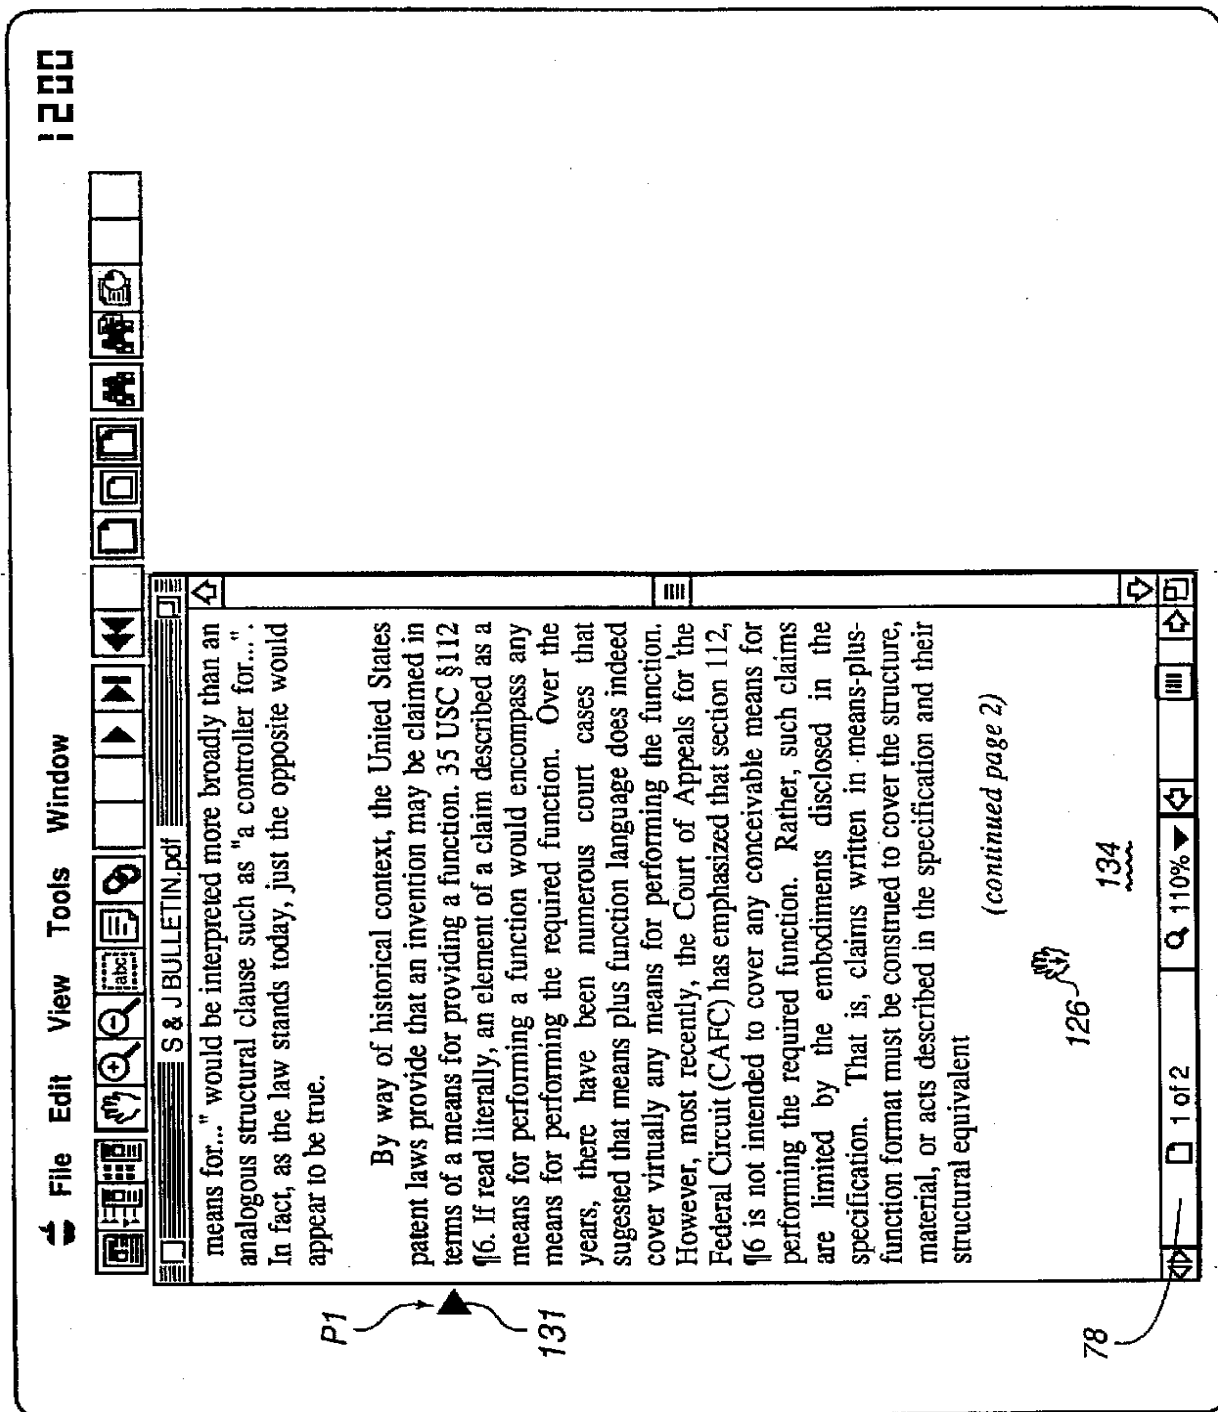 1200
File Edit View Tools Window
abc
S & J BULLETIN.pdf
means for..." would be interpreted more broadly than an
analogous structural clause such as "a controller for... ."
In fact, as the law stands today, just the opposite would
appear to be true.
By way of historical context, the United States
patent laws provide that an invention may be claimed in
terms of a means for providing a function. 35 USC §112
¶6. If read literally, an element of a claim described as a
means for performing a function would encompass any
means for performing the required function. Over the
years, there have been numerous court cases that
sugested that means plus function language does indeed
cover virtually any means for performing the function.
However, most recently, the Court of Appeals for the
Federal Circuit (CAFC) has emphasized that section 112,
¶6 is not intended to cover any conceivable means for
performing the required function. Rather, such claims
are limited by the embodiments disclosed in the
specification. That is, claims written in means-plus-
function format must be construed to cover the structure,
material, or acts described in the specification and their
structural equivalent
(continued page 2)
P1
131
126
134
78
1 of 2
110%